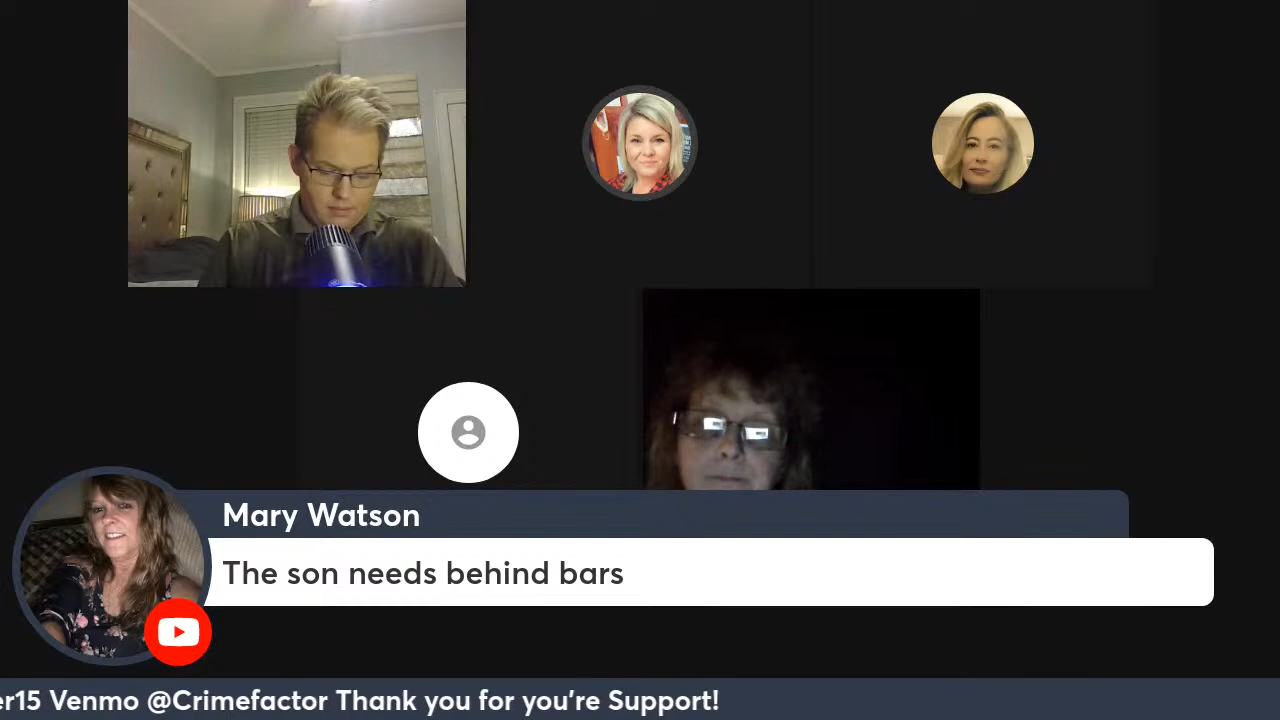 Mary Watson
The son needs behind bars
er15 Venmo @Crimefactor Thank you for you're Support!